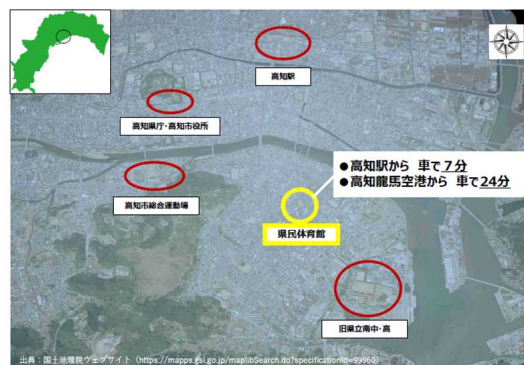 高知駅
高知県庁・高知市役所
●高知駅から 車で７分
●高知龍馬空港から 車で24分
高知市総合運動場
県民体育館
旧県立南中・高
出典：国土地理院ウェブサイト（https://mapps.gsi.go.jp/maplibSearch.do?specificationId=99960）